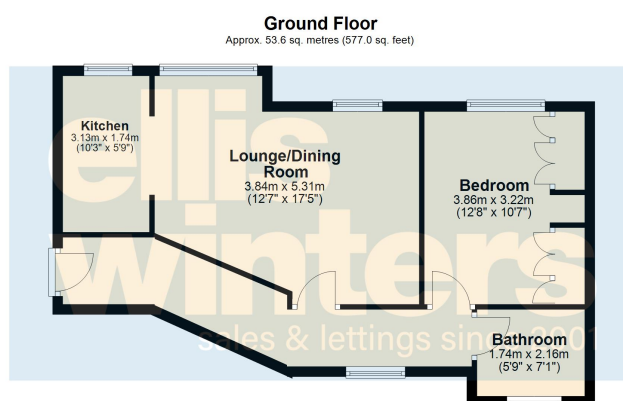 Ground Floor
Approx. 53.6 sq. metres (577.0 sq. feet)
Kitchen
3.13m x 1.74m
(10'3" x 5'9")
Lounge/Dining
Room
3.84m x 5.31m
(12'7" x 17'5")
Bedroom
3.86m x 3.22m
(12'8" x 10'7")
Bathroom
1.74m x 2.16m
(5'9" x 7'1")
ellis
winters
sales & lettings since 2001